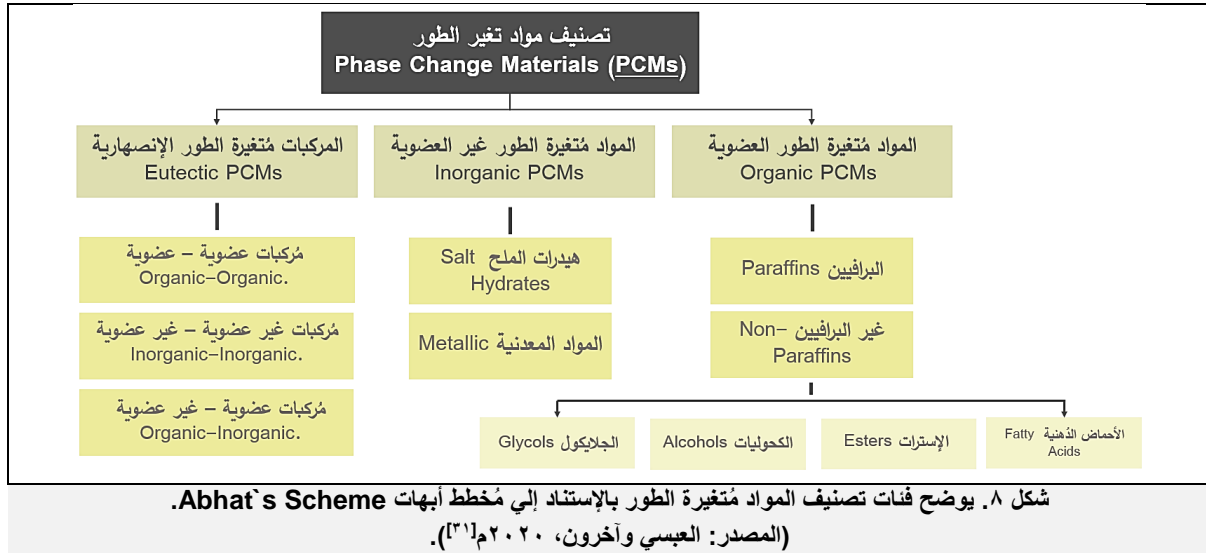 تصنيف مواد تغير الطور
Phase Change Materials (PCMs)
المواد مُتغيرة الطور العضوية
Organic PCMs
المواد مُتغيرة الطور غير العضوية
Inorganic PCMs
المركبات مُتغيرة الطور الإنصهارية
Eutectic PCMs
البرافيين Paraffins
غير البرافيين Non-
Paraffins
هيدرات الملح Salt
Hydrates
المواد المعدنية Metallic
مُركبات عضوية – عضوية
Organic-Organic.
مُركبات غير عضوية – غير عضوية
Inorganic-Inorganic.
مُركبات عضوية – غير عضوية
Organic-Inorganic.
الأحماض الدُهنية Fatty
Acids
الإسترات Esters
الكحوليات Alcohols
الجلايكول Glycols
شكل ٨. يوضح فئات تصنيف المواد مُتغيرة الطور بالإستناد إلي مُخطط أبهات Abhat`s Scheme.
(المصدر: العبسي وآخرون، ٢٠٢٠م[٣١]).